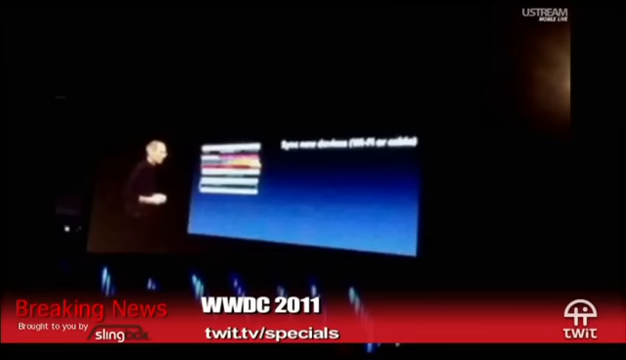 USTREAM
MOBILE LIVE
Sync new devices (Wi-Fi or cable)
Breaking News
Brought to you by slingbox
WWDC 2011
twit.tv/specials
TWiT